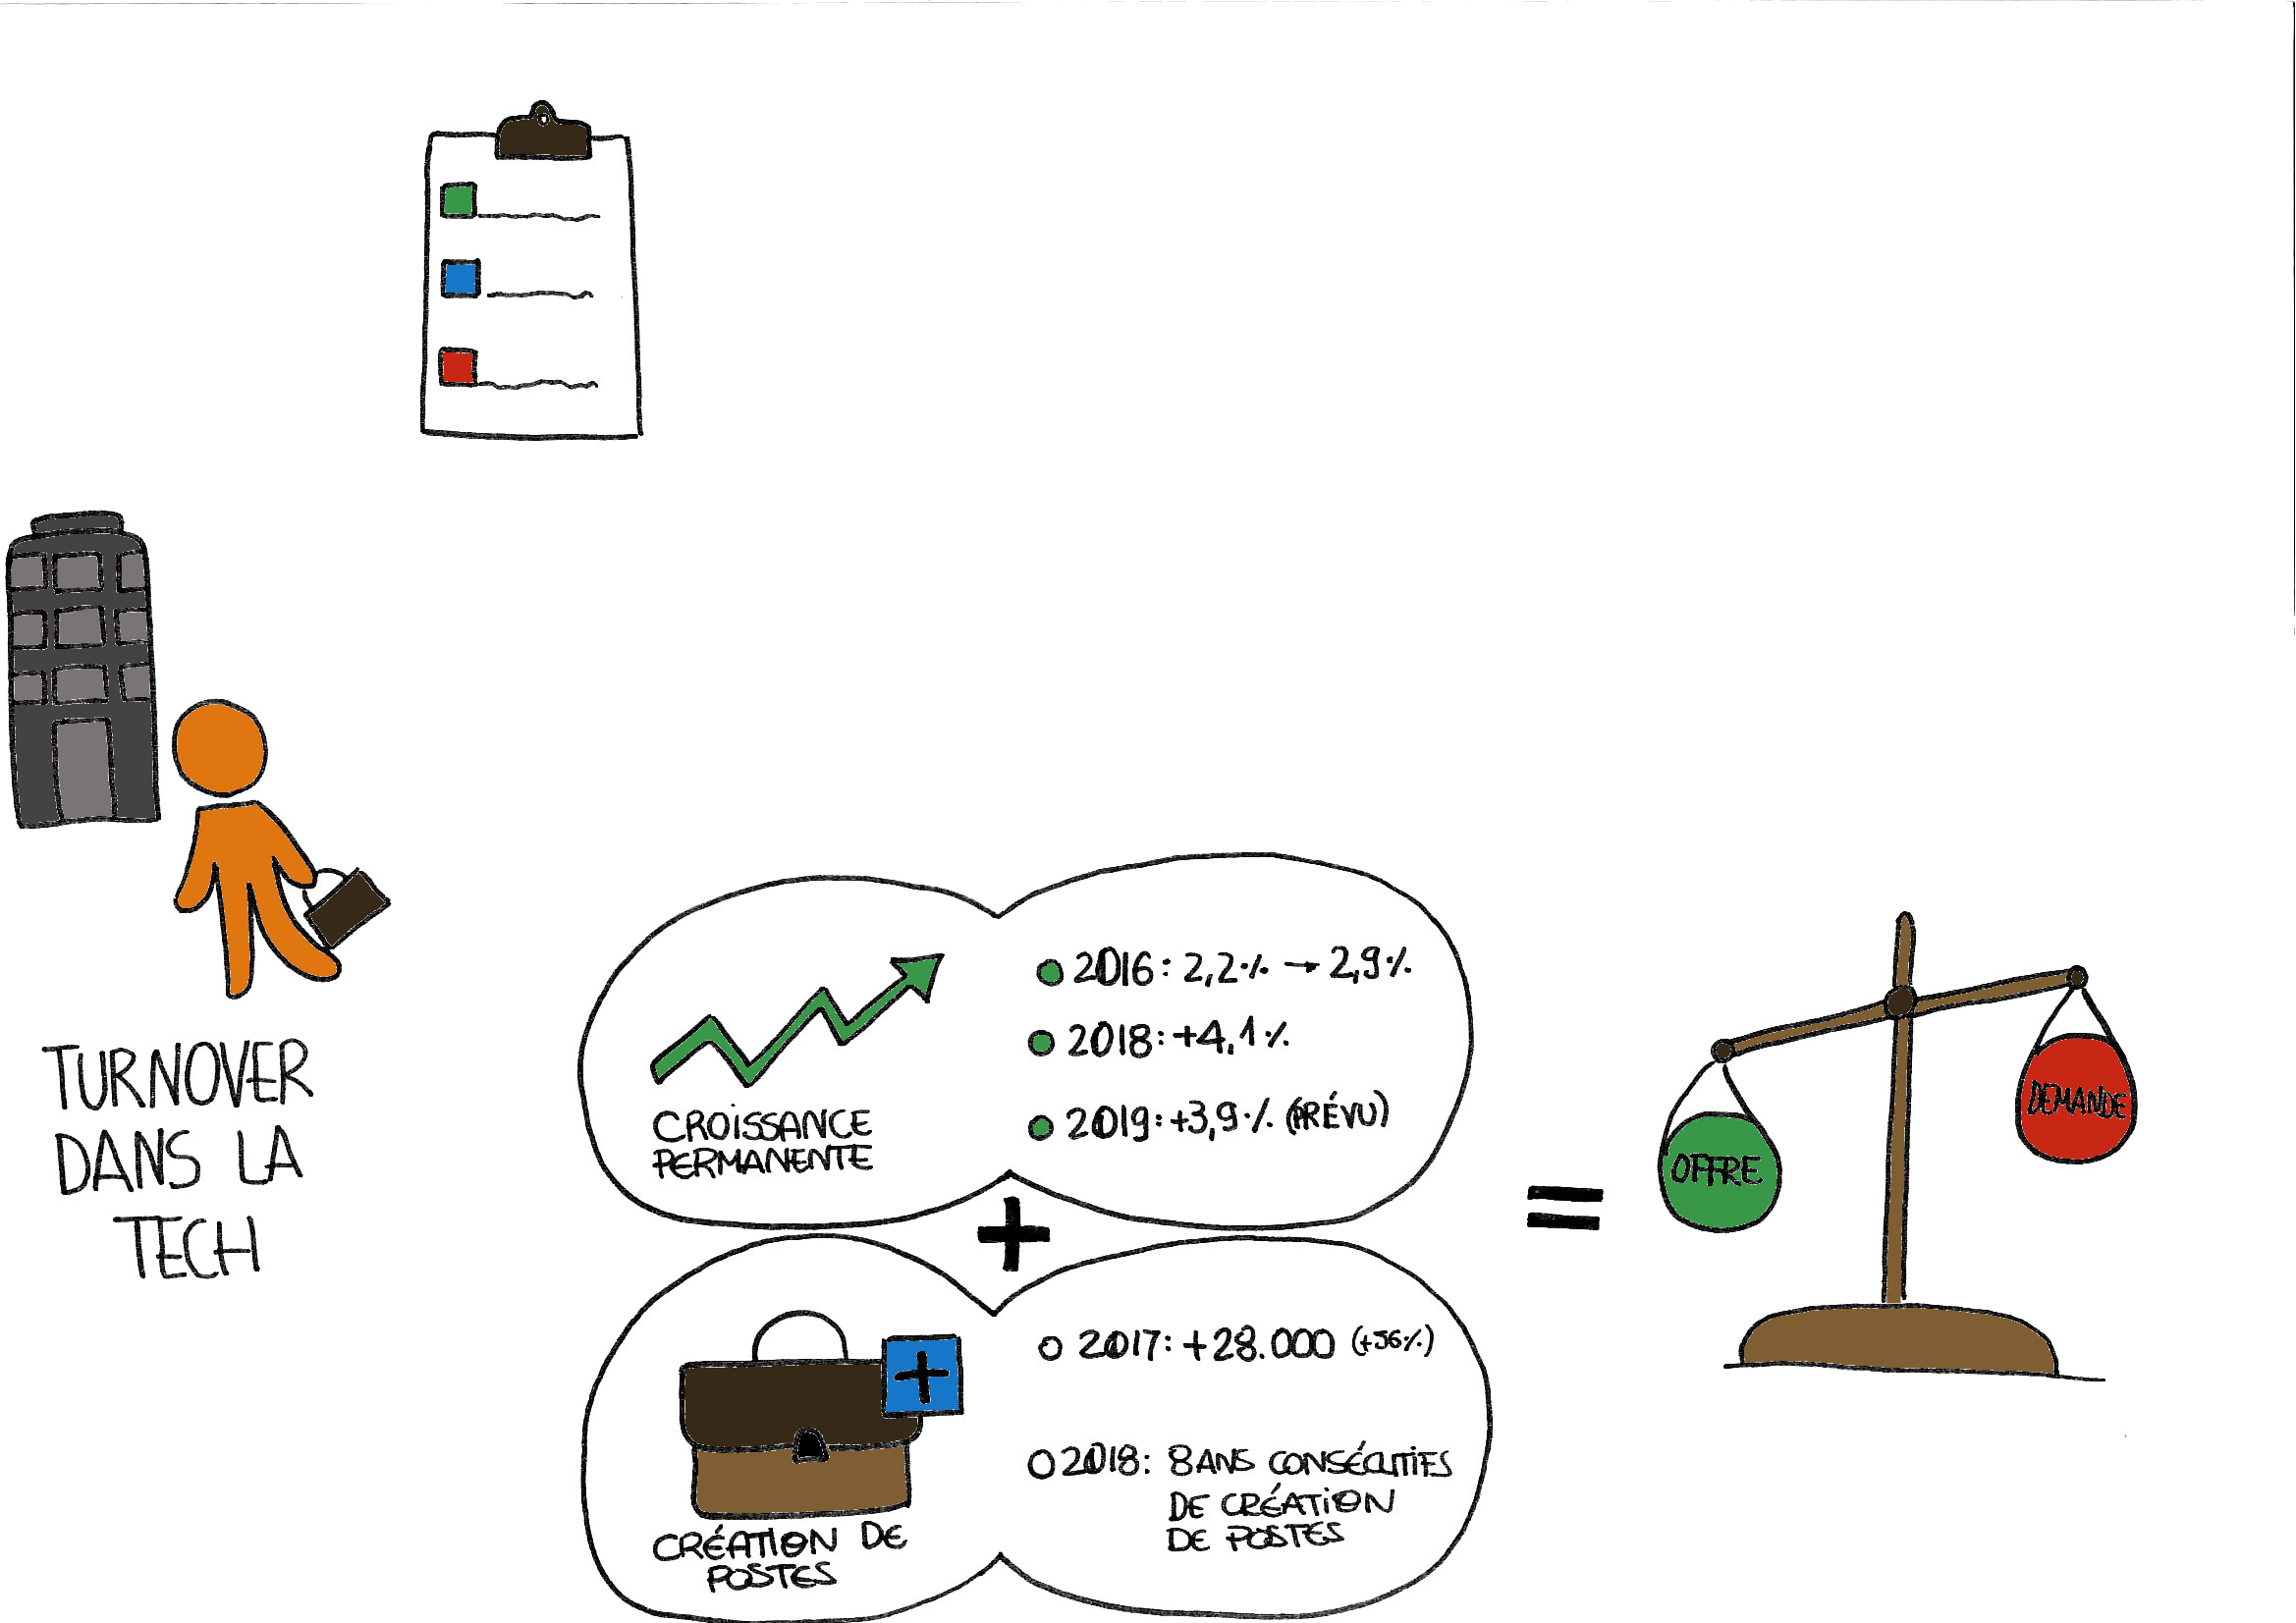 TURNOVER
DANS LA
TECH
CROISSANCE
PERMANENTE
2016: 2,2% → 2,9%
2018: +4,1%
2019: +3,9% (PRÉVU)
+
CRÉATION DE
POSTES
+
2017: +28.000 (+56%)
2018: 8 ANS CONSÉCUTIFS
DE CRÉATION
DE POSTES
=
OFFRE
DEMANDE